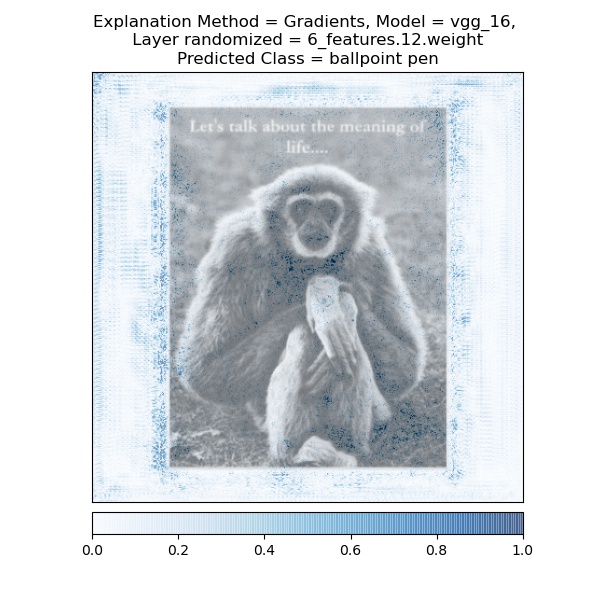 Explanation Method = Gradients, Model = vgg_16,
Layer randomized = 6_features.12.weight
Predicted Class = ballpoint pen
Let's talk about the meaning of
life....
0.0 0.2 0.4 0.6 0.8 1.0